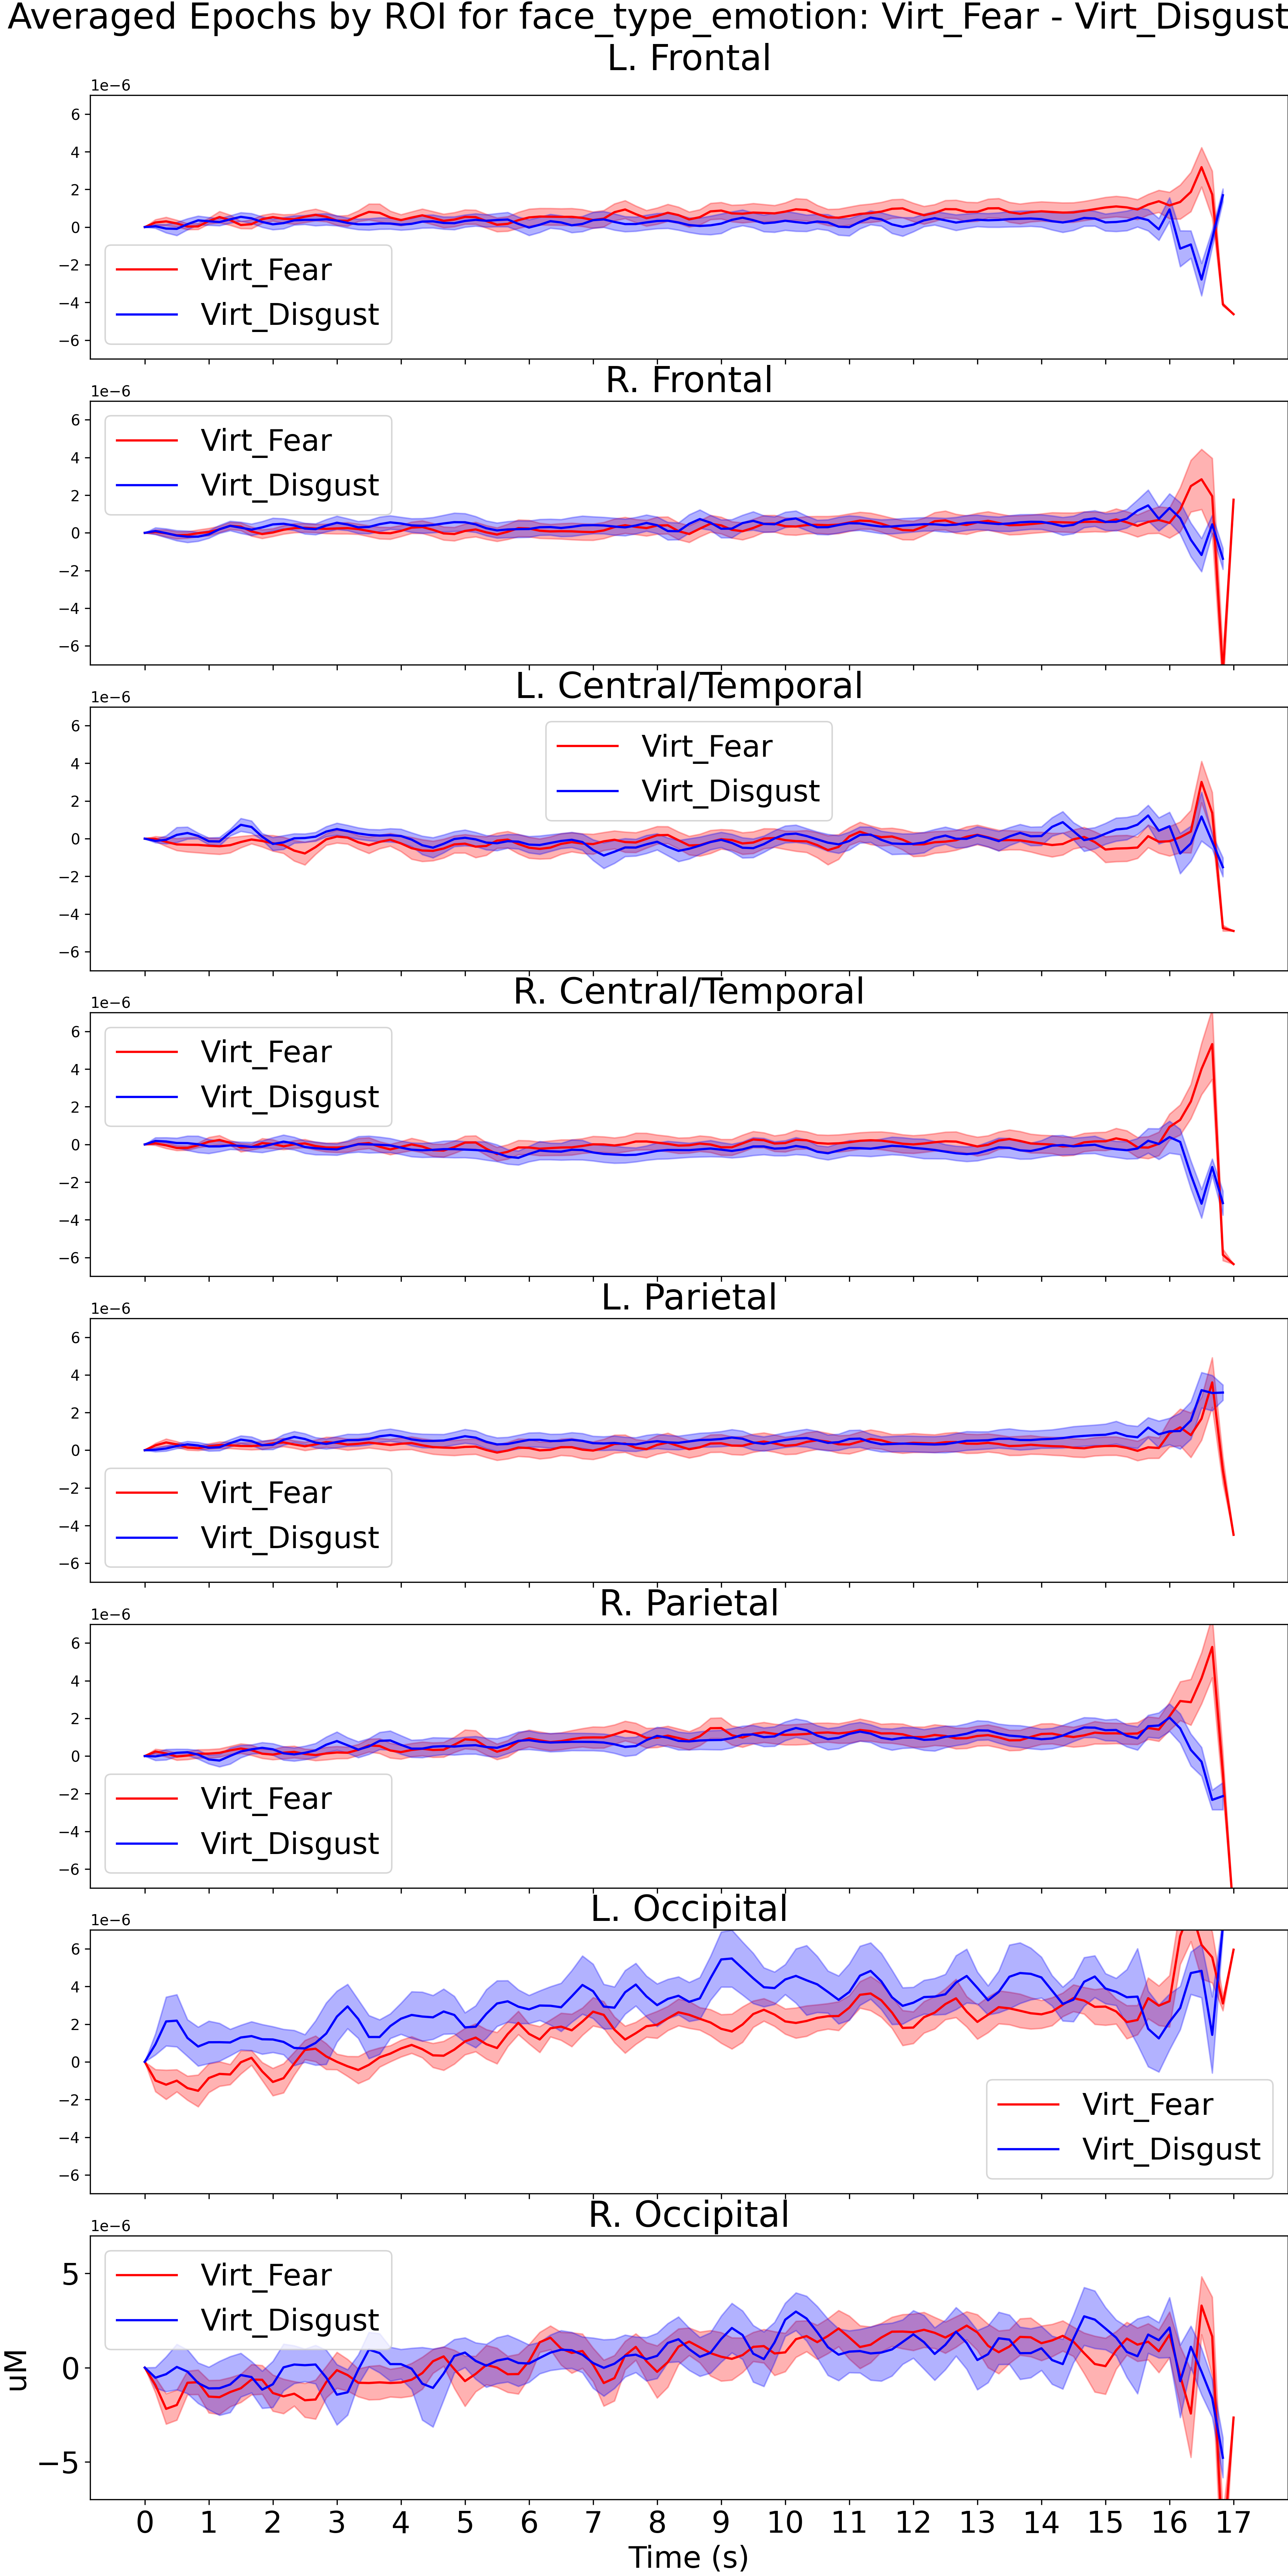 Averaged Epochs by ROI for face_type_emotion: Virt_Fear - Virt_Disgust
L. Frontal
1e−6
6
4
2
0
−2
−4
−6
Virt_Fear
Virt_Disgust
R. Frontal
1e−6
6
4
2
0
−2
−4
−6
Virt_Fear
Virt_Disgust
L. Central/Temporal
1e−6
6
4
2
0
−2
−4
−6
Virt_Fear
Virt_Disgust
R. Central/Temporal
1e−6
6
4
2
0
−2
−4
−6
Virt_Fear
Virt_Disgust
L. Parietal
1e−6
6
4
2
0
−2
−4
−6
Virt_Fear
Virt_Disgust
R. Parietal
1e−6
6
4
2
0
−2
−4
−6
Virt_Fear
Virt_Disgust
L. Occipital
1e−6
6
4
2
0
−2
−4
−6
Virt_Fear
Virt_Disgust
R. Occipital
1e−6
5
0
−5
uM
Virt_Fear
Virt_Disgust
0 1 2 3 4 5 6 7 8 9 10 11 12 13 14 15 16 17
Time (s)